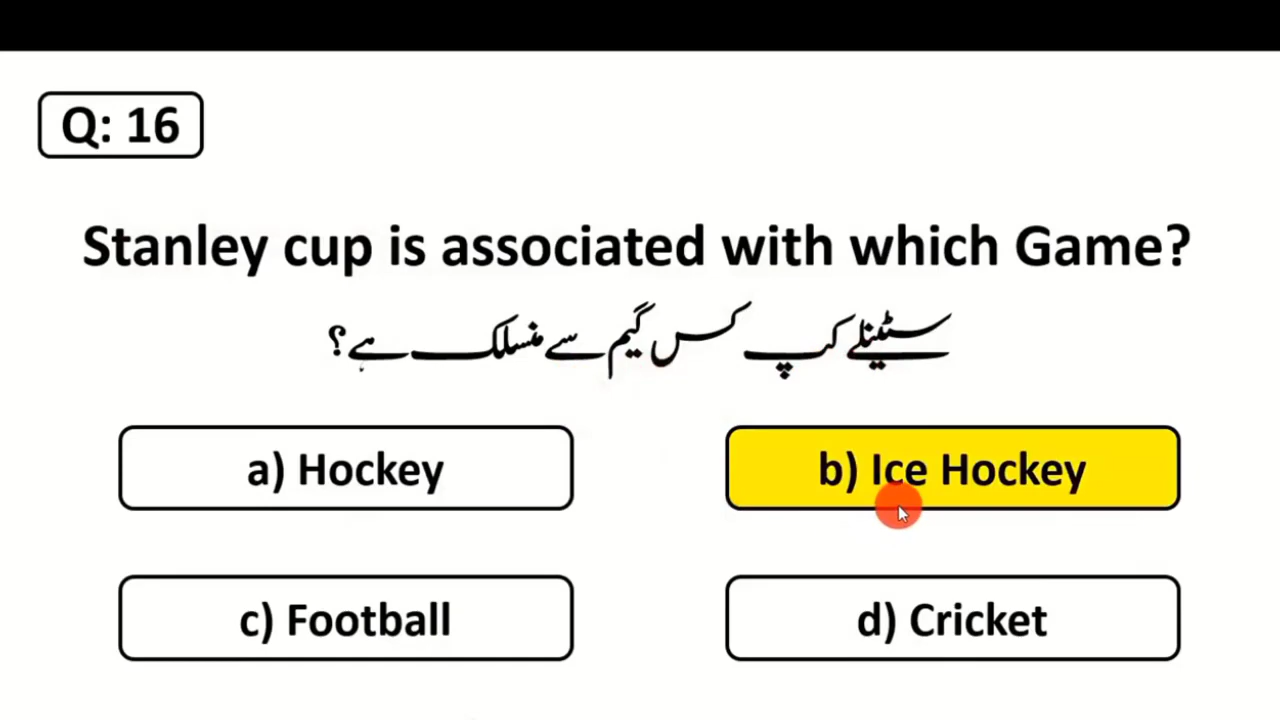 Q: 16
Stanley cup is associated with which Game?
سٹینلے کپ کس گیم سے منسلک ہے؟
a) Hockey
b) Ice Hockey
c) Football
d) Cricket